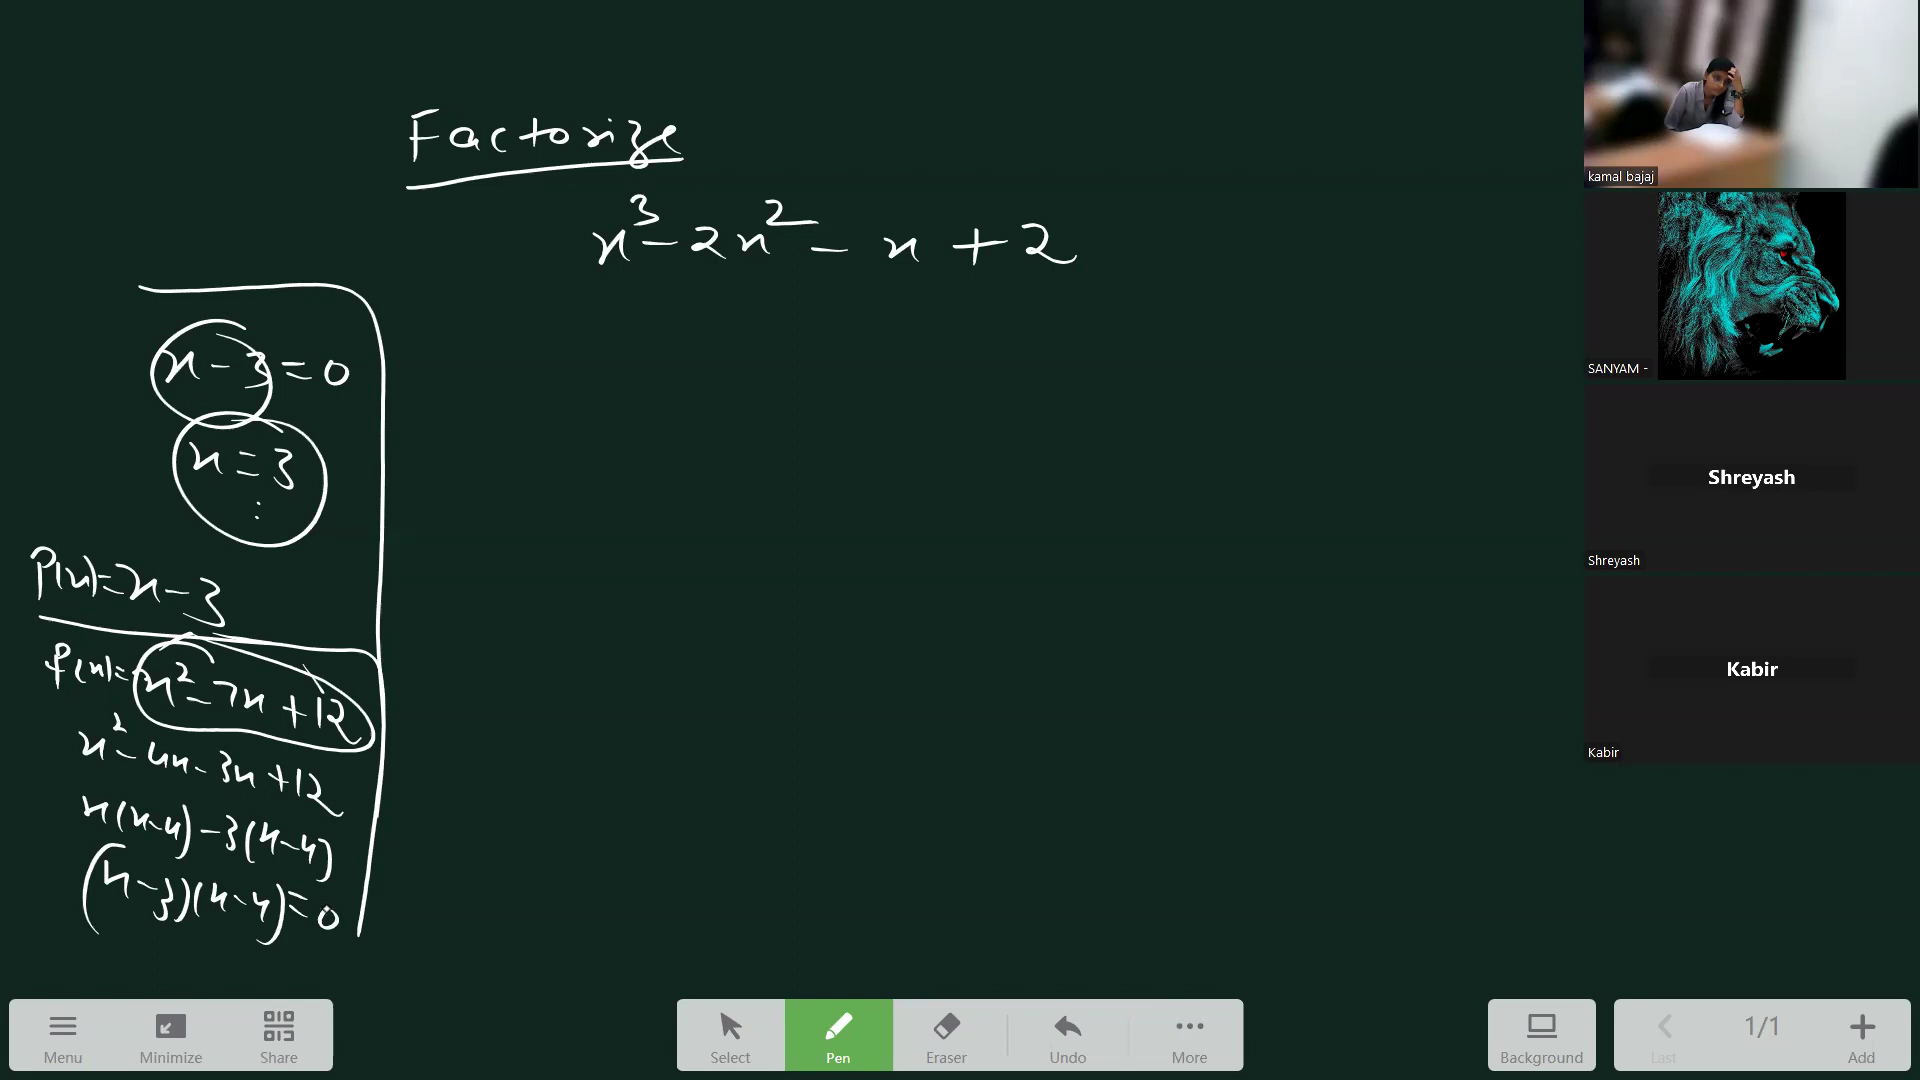 Factorize
x³ - 2x² - x + 2
x - 3 = 0
x = 3
P(x) = x - 3
P(x) = x² - 7x + 12
x² - 4x - 3x + 12
x(x-4) - 3(x-4)
(x-3)(x-4) = 0
kamal bajaj
SANYAM -
Shreyash
Shreyash
Kabir
Kabir
Menu
Minimize
Share
Select
Pen
Eraser
Undo
More
Background
Last
1/1
Add